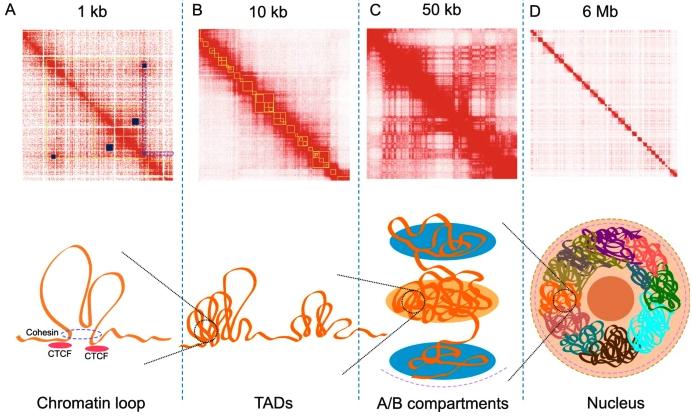 A
1 kb
B
10 kb
C
50 kb
D
6 Mb
Cohesin
CTCF
CTCF
Chromatin loop
TADs
A/B compartments
Nucleus